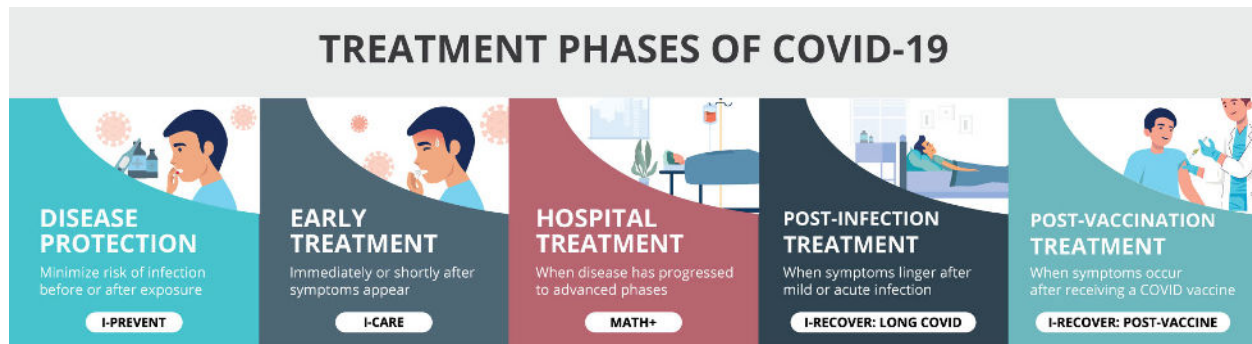 TREATMENT PHASES OF COVID-19
DISEASE
PROTECTION
Minimize risk of infection
before or after exposure
I-PREVENT
EARLY
TREATMENT
Immediately or shortly after
symptoms appear
I-CARE
HOSPITAL
TREATMENT
When disease has progressed
to advanced phases
MATH+
POST-INFECTION
TREATMENT
When symptoms linger after
mild or acute infection
I-RECOVER: LONG COVID
POST-VACCINATION
TREATMENT
When symptoms occur
after receiving a COVID vaccine
I-RECOVER: POST-VACCINE